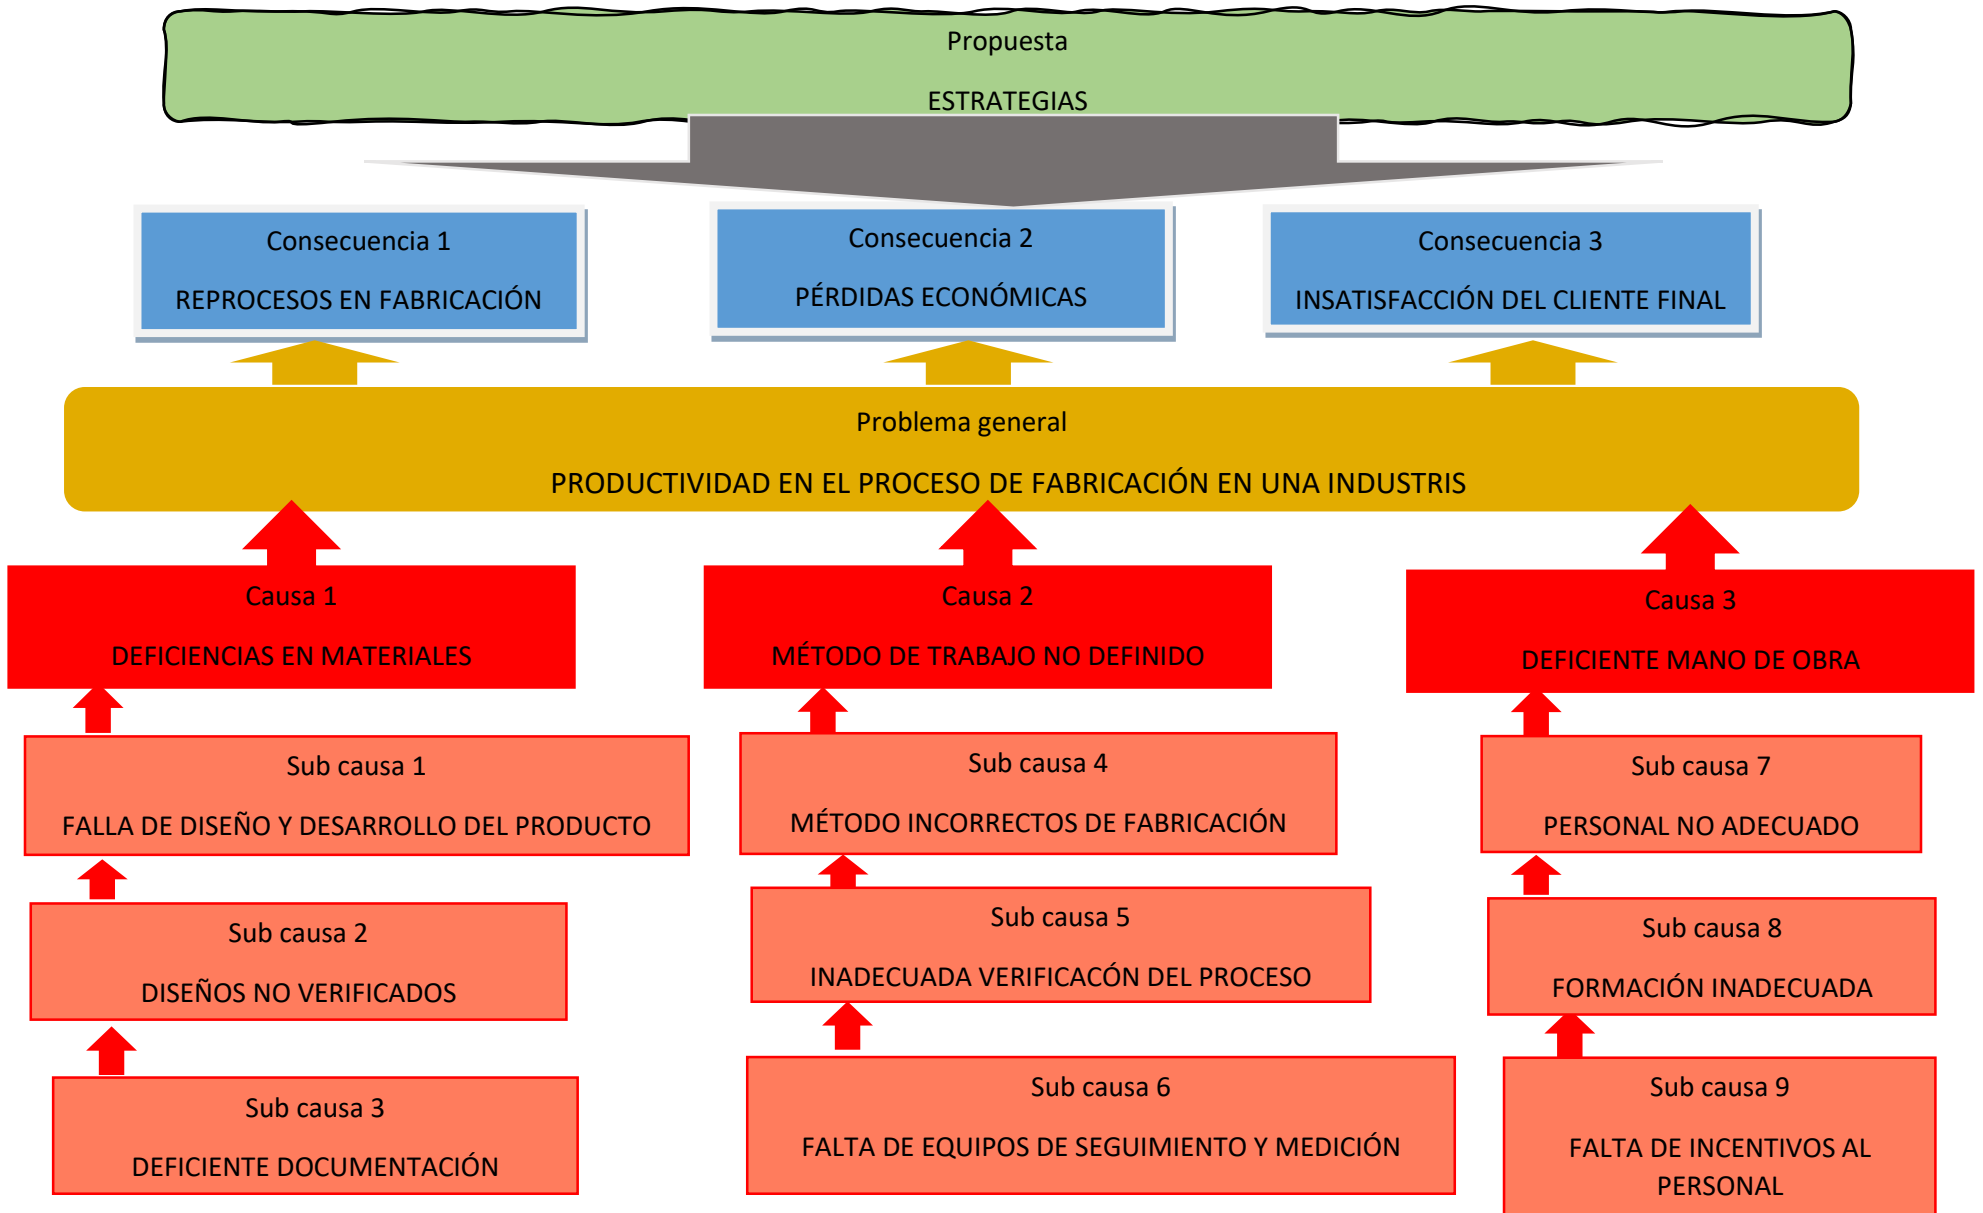 Propuesta
ESTRATEGIAS
Consecuencia 1
REPROCESOS EN FABRICACIÓN
Consecuencia 2
PÉRDIDAS ECONÓMICAS
Consecuencia 3
INSATISFACCIÓN DEL CLIENTE FINAL
Problema general
PRODUCTIVIDAD EN EL PROCESO DE FABRICACIÓN EN UNA INDUSTRIS
Causa 1
DEFICIENCIAS EN MATERIALES
Causa 2
MÉTODO DE TRABAJO NO DEFINIDO
Causa 3
DEFICIENTE MANO DE OBRA
Sub causa 1
FALLA DE DISEÑO Y DESARROLLO DEL PRODUCTO
Sub causa 4
MÉTODO INCORRECTOS DE FABRICACIÓN
Sub causa 7
PERSONAL NO ADECUADO
Sub causa 2
DISEÑOS NO VERIFICADOS
Sub causa 5
INADECUADA VERIFICACÓN DEL PROCESO
Sub causa 8
FORMACIÓN INADECUADA
Sub causa 3
DEFICIENTE DOCUMENTACIÓN
Sub causa 6
FALTA DE EQUIPOS DE SEGUIMIENTO Y MEDICIÓN
Sub causa 9
FALTA DE INCENTIVOS AL
PERSONAL